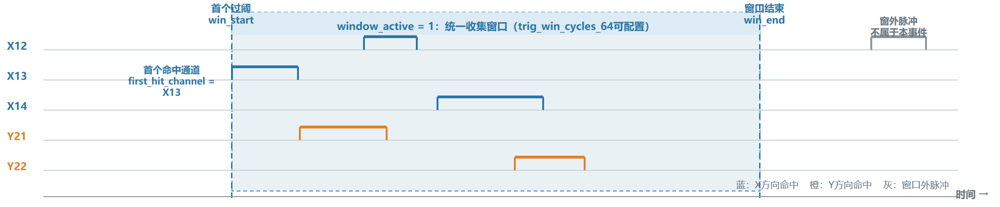 首个过阈
win_start
窗口结束
win_end
window_active = 1：统一收集窗口（trig_win_cycles_64可配置）
窗外脉冲
不属于本事件
X12
首个命中通道
first_hit_channel =
X13
X13
X14
Y21
Y22
蓝：X方向命中 橙：Y方向命中 灰：窗口外脉冲
时间 →